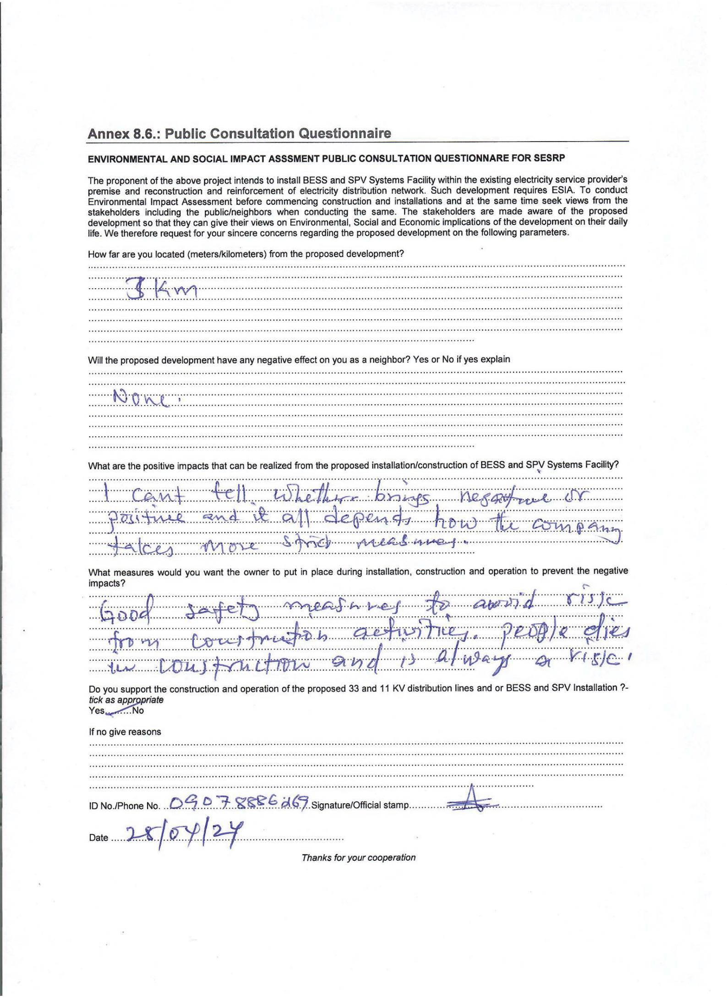 Annex 8.6.: Public Consultation Questionnaire
ENVIRONMENTAL AND SOCIAL IMPACT ASSSMENT PUBLIC CONSULTATION QUESTIONNARE FOR SESRP
The proponent of the above project intends to install BESS and SPV Systems Facility within the existing electricity service provider's
premise and reconstruction and reinforcement of electricity distribution network. Such development requires ESIA. To conduct
Environmental Impact Assessment before commencing construction and installations and at the same time seek views from the
stakeholders including the public/neighbors when conducting the same. The stakeholders are made aware of the proposed
development so that they can give their views on Environmental, Social and Economic implications of the development on their daily
life. We therefore request for your sincere concerns regarding the proposed development on the following parameters.
How far are you located (meters/kilometers) from the proposed development?
Km
Will the proposed development have any negative effect on you as a neighbor? Yes or No if yes explain
None.
What are the positive impacts that can be realized from the proposed installation/construction of BESS and SPV Systems Facility?
I cant tell whether brings negative or
positive and it all depends how the company
takes more strict measures.
What measures would you want the owner to put in place during installation, construction and operation to prevent the negative
impacts?
Good safety measures to avoid risk
from construction activities. people dies
in construction and is always a risk.
Do you support the construction and operation of the proposed 33 and 11 KV distribution lines and or BESS and SPV Installation ?-
tick as appropriate
Yes.........No
If no give reasons
ID No./Phone No. Signature/Official stamp
Date 28/04/24
Thanks for your cooperation